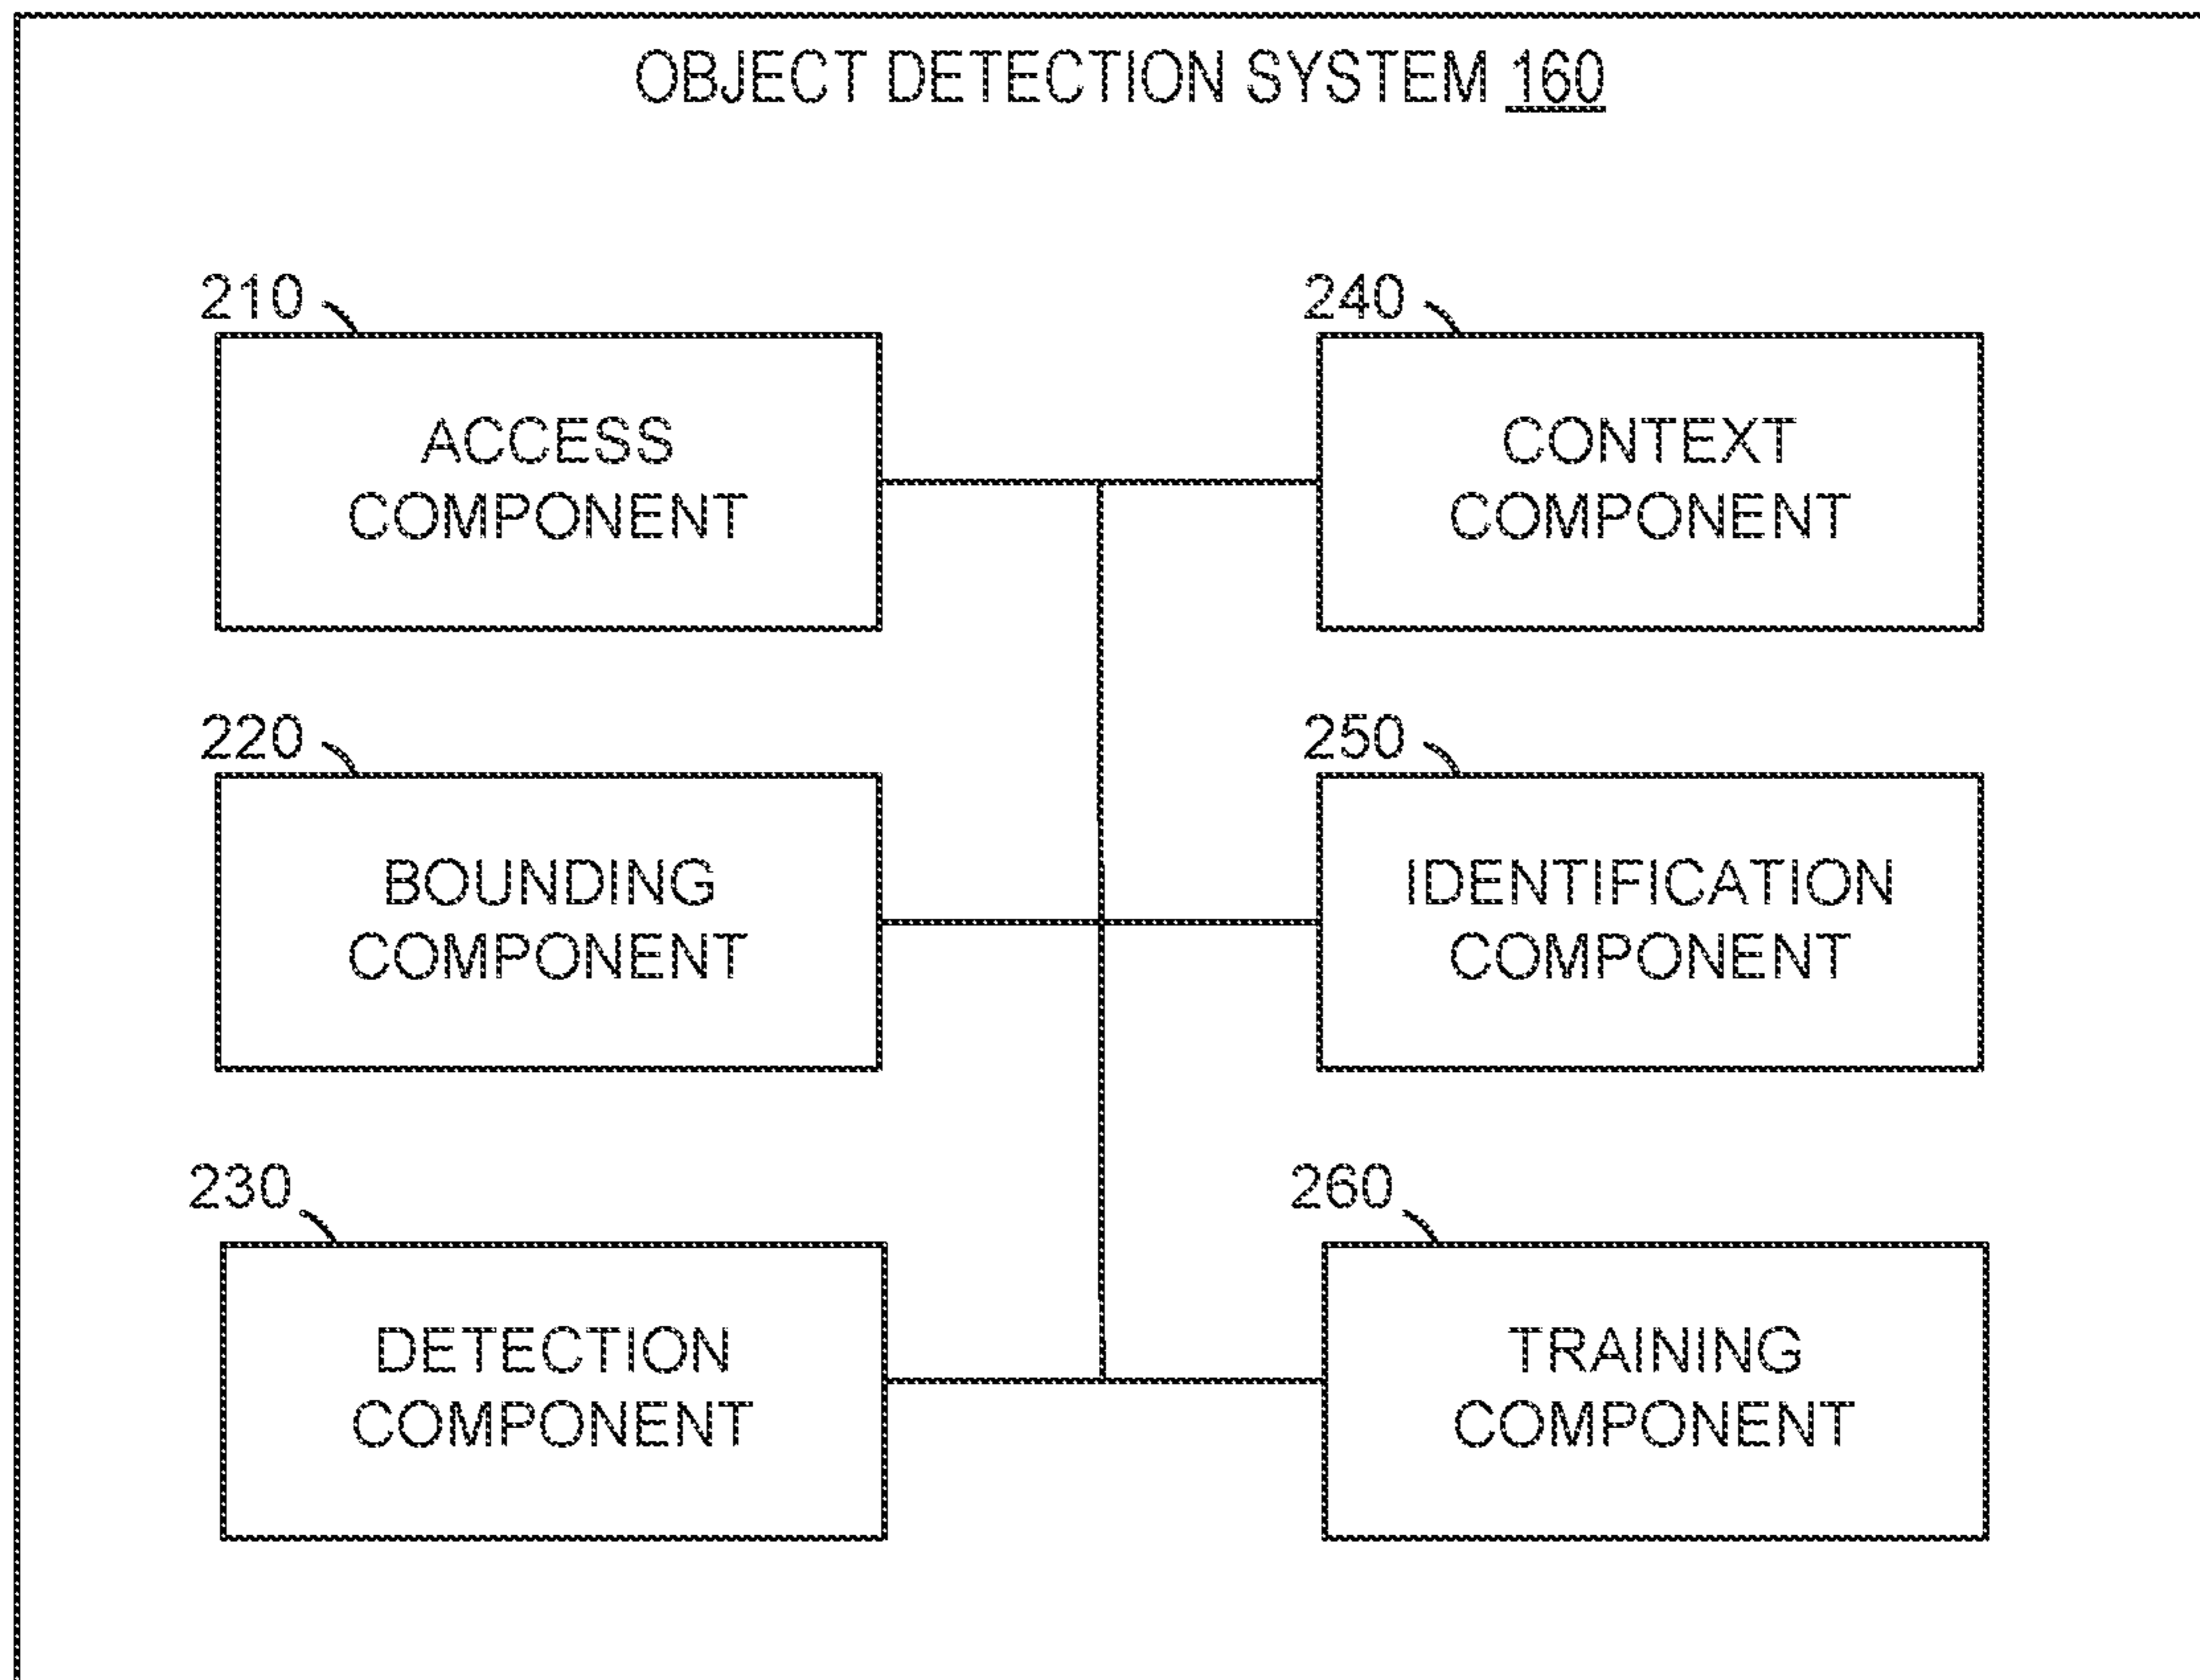 OBJECT DETECTION SYSTEM 160
210
ACCESS
COMPONENT
240
CONTEXT
COMPONENT
220
BOUNDING
COMPONENT
250
IDENTIFICATION
COMPONENT
230
DETECTION
COMPONENT
260
TRAINING
COMPONENT